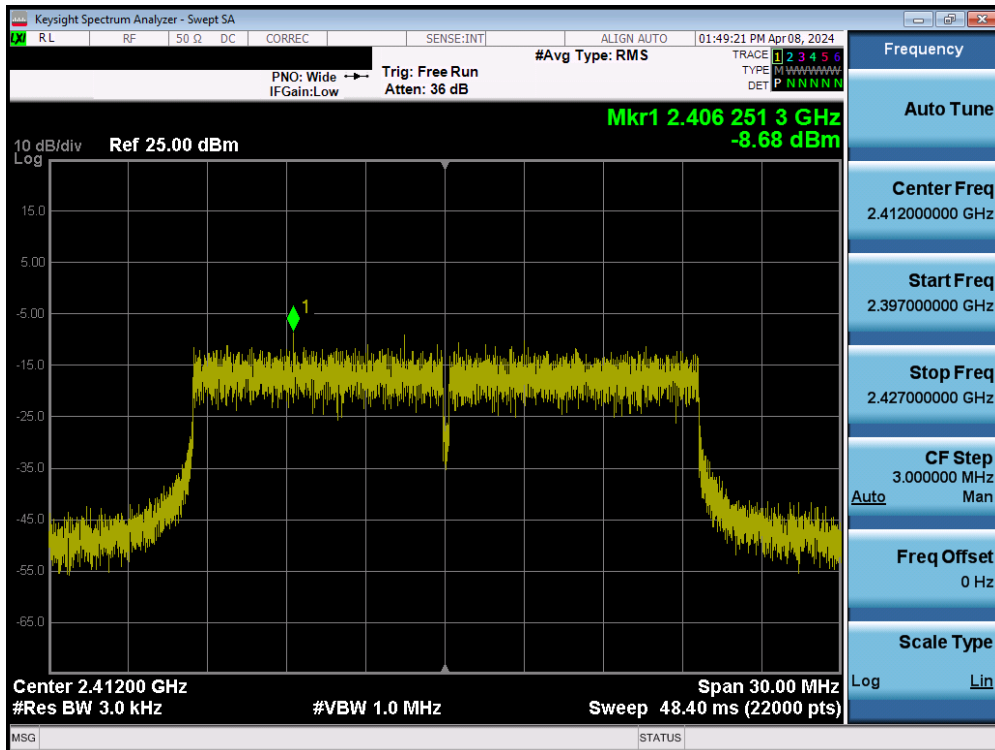 Keysight Spectrum Analyzer - Swept SA
LXI RL RF 50 Ω DC CORREC SENSE:INT ALIGN AUTO 01:49:21 PM Apr 08, 2024
PNO: Wide
IFGain:Low
Trig: Free Run
Atten: 36 dB
#Avg Type: RMS
TRACE 1 2 3 4 5 6
TYPE M WWWWW
DET P N N N N N
Mkr1 2.406 251 3 GHz
-8.68 dBm
10 dB/div
Log
Ref 25.00 dBm
15.0
5.00
-5.00
-15.0
-25.0
-35.0
-45.0
-55.0
-65.0
1
Center 2.41200 GHz
#Res BW 3.0 kHz
#VBW 1.0 MHz
Span 30.00 MHz
Sweep 48.40 ms (22000 pts)
MSG
STATUS
Frequency
Auto Tune
Center Freq
2.412000000 GHz
Start Freq
2.397000000 GHz
Stop Freq
2.427000000 GHz
CF Step
3.000000 MHz
Auto Man
Freq Offset
0 Hz
Scale Type
Log Lin